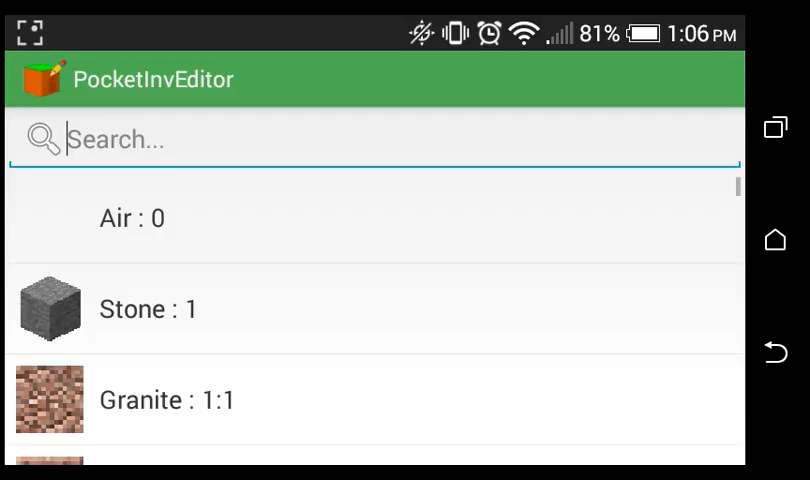 81% 1:06 PM
PocketInvEditor
Search...
Air : 0
Stone : 1
Granite : 1:1